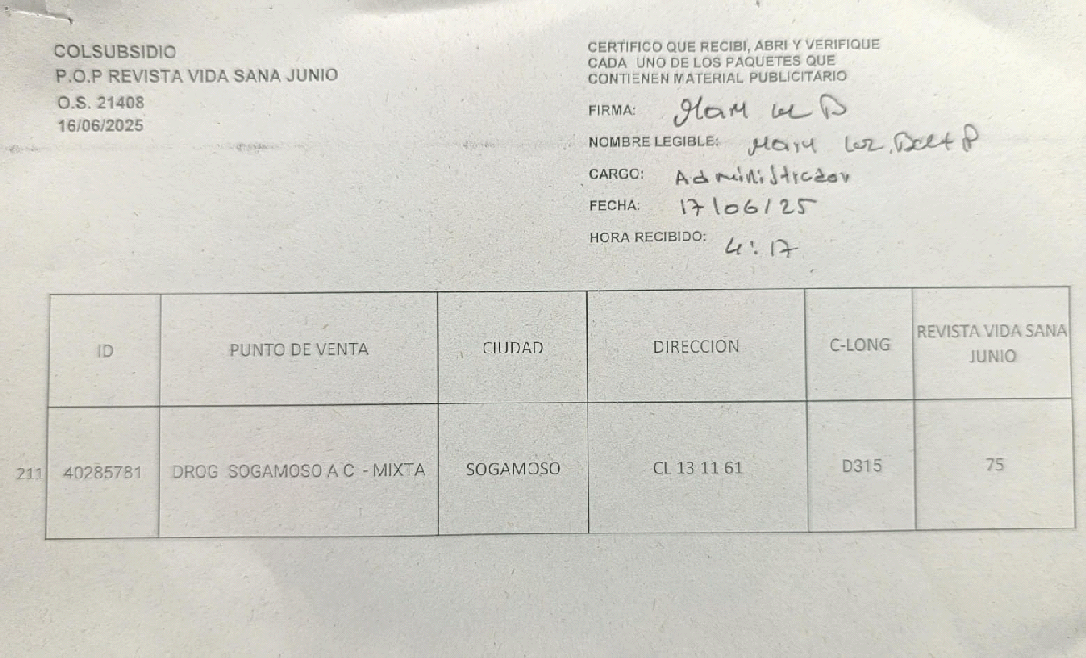 COLSUBSIDIO
P.O.P REVISTA VIDA SANA JUNIO
O.S. 21408
16/06/2025
CERTIFICO QUE RECIBI, ABRI Y VERIFIQUE
CADA UNO DE LOS PAQUETES QUE
CONTIENEN MATERIAL PUBLICITARIO
FIRMA:
NOMBRE LEGIBLE:
CARGO: Administrador
FECHA: 17/06/25
HORA RECIBIDO: 4:17
ID PUNTO DE VENTA CIUDAD DIRECCION C-LONG REVISTA VIDA SANA
JUNIO
211 40285781 DROG SOGAMOSO A C - MIXTA SOGAMOSO CL 13 11 61 D315 75